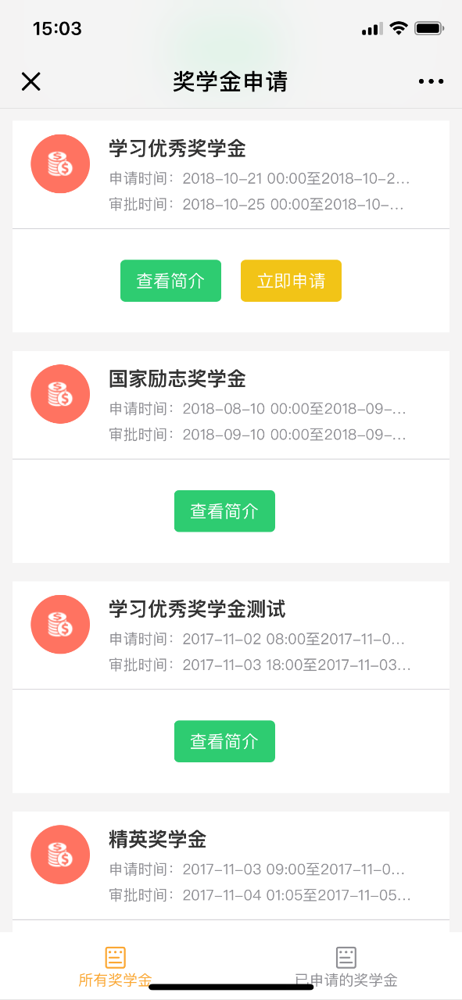 15:03
奖学金申请
学习优秀奖学金
申请时间：2018-10-21 00:00至2018-10-2...
审批时间：2018-10-25 00:00至2018-10-...
查看简介 立即申请
国家励志奖学金
申请时间：2018-08-10 00:00至2018-09-...
审批时间：2018-09-10 00:00至2018-09-...
查看简介
学习优秀奖学金测试
申请时间：2017-11-02 08:00至2017-11-0...
审批时间：2017-11-03 18:00至2017-11-03...
查看简介
精英奖学金
申请时间：2017-11-03 09:00至2017-11-0...
审批时间：2017-11-04 01:05至2017-11-05...
所有奖学金 已申请的奖学金